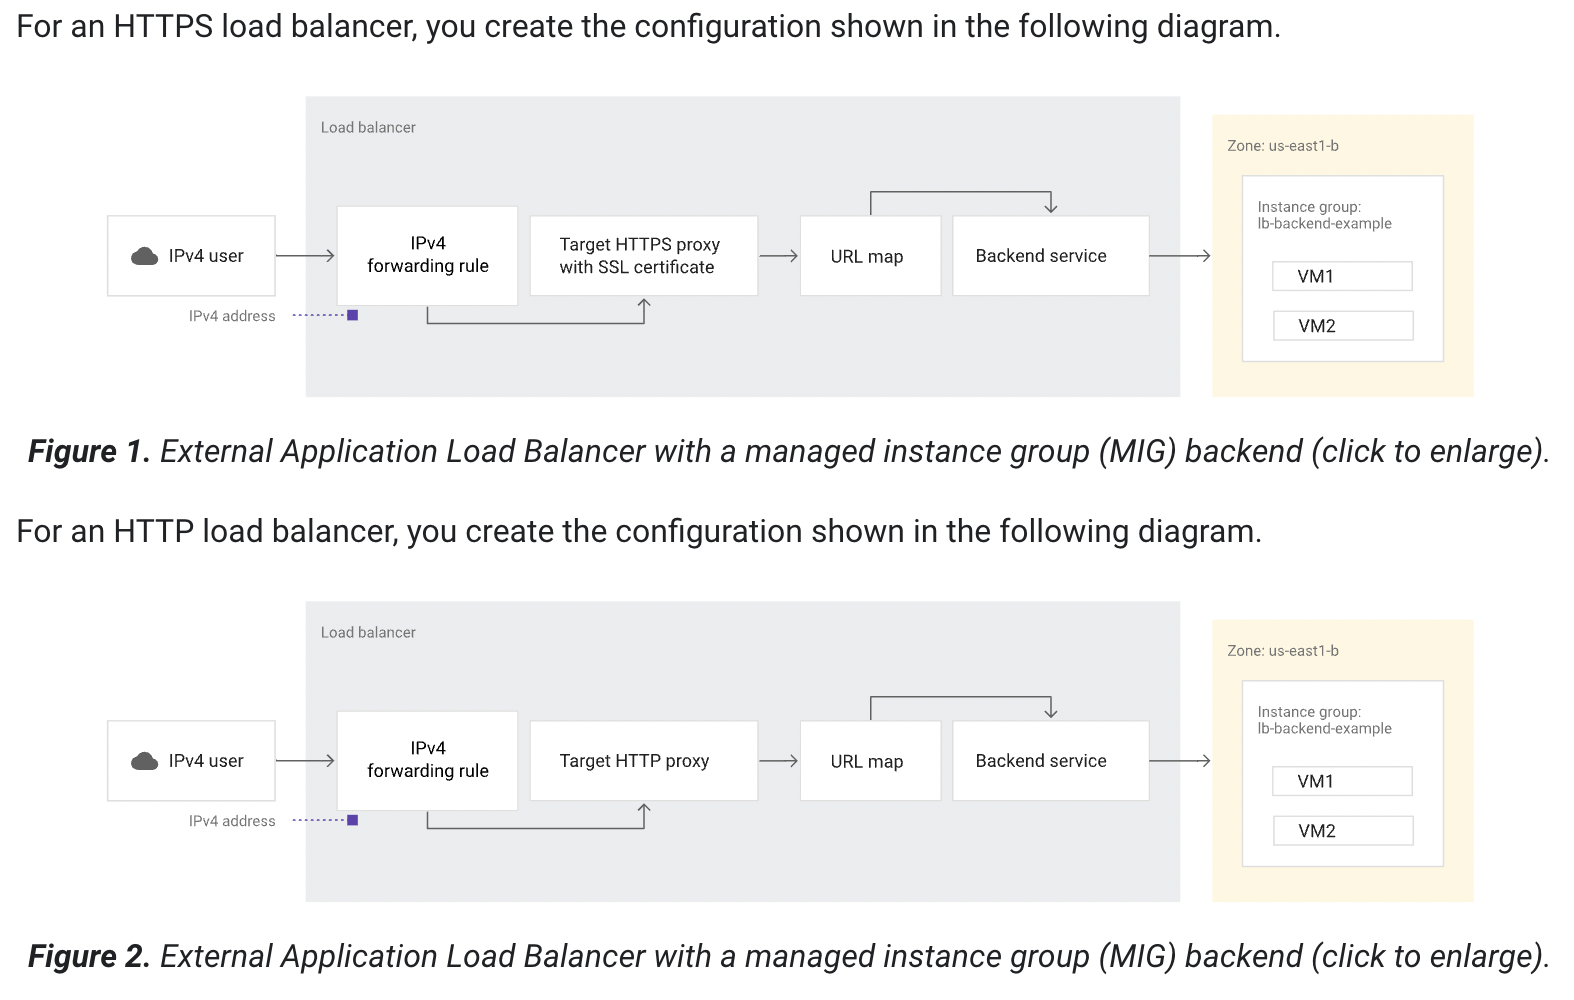 For an HTTPS load balancer, you create the configuration shown in the following diagram.
Load balancer
Zone: us-east1-b
Instance group:
lb-backend-example
IPv4 user
IPv4
forwarding rule
Target HTTPS proxy
with SSL certificate
URL map
Backend service
VM1
VM2
IPv4 address
Figure 1. External Application Load Balancer with a managed instance group (MIG) backend (click to enlarge).
For an HTTP load balancer, you create the configuration shown in the following diagram.
Load balancer
Zone: us-east1-b
Instance group:
lb-backend-example
IPv4 user
IPv4
forwarding rule
Target HTTP proxy
URL map
Backend service
VM1
VM2
IPv4 address
Figure 2. External Application Load Balancer with a managed instance group (MIG) backend (click to enlarge).